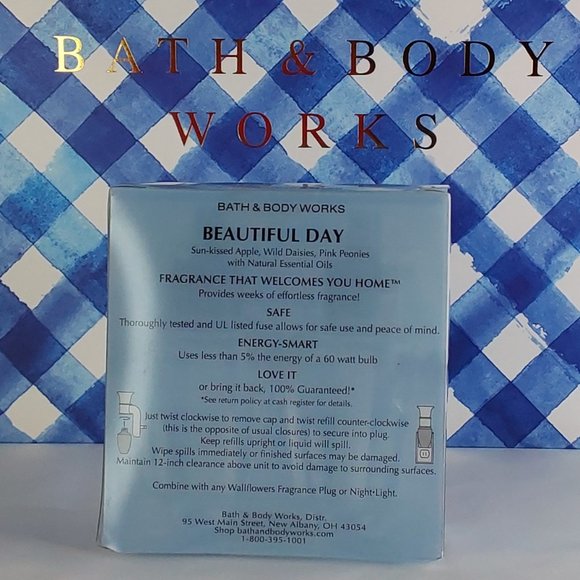 BATH & BODY
WORKS
BATH & BODY WORKS
BEAUTIFUL DAY
Sun-kissed Apple, Wild Daisies, Pink Peonies
with Natural Essential Oils
FRAGRANCE THAT WELCOMES YOU HOME™
Provides weeks of effortless fragrance!
SAFE
Thoroughly tested and UL listed fuse allows for safe use and peace of mind.
ENERGY-SMART
Uses less than 5% the energy of a 60 watt bulb
LOVE IT
or bring it back, 100% Guaranteed!*
*See return policy at cash register for details.
Just twist clockwise to remove cap and twist refill counter-clockwise
(this is the opposite of usual closures) to secure into plug.
Keep refills upright or liquid will spill.
Wipe spills immediately or finished surfaces may be damaged.
Maintain 12-inch clearance above unit to avoid damage to surrounding surfaces.
Combine with any Wallflowers Fragrance Plug or Night•Light.
Bath & Body Works, Distr.
95 West Main Street, New Albany, OH 43054
Shop bathandbodyworks.com
1-800-395-1001